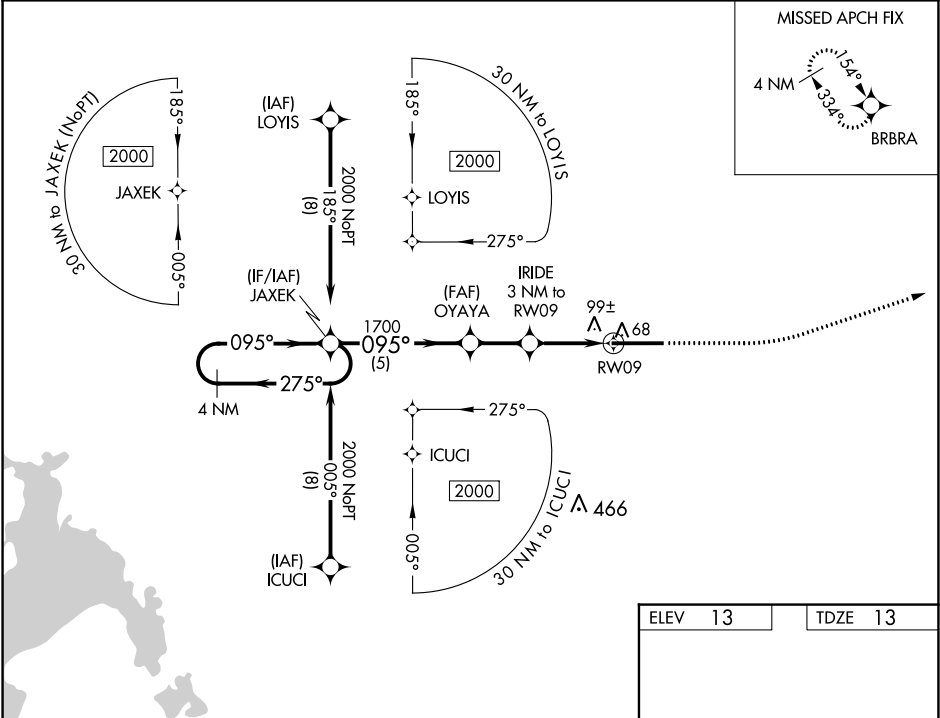 MISSED APCH FIX
4 NM
154°
334°
BRBRA
30 NM to JAXEK (NoPT)
185°
2000
JAXEK
005°
(IAF)
LOYIS
2000 NoPT
185°
(8)
30 NM to LOYIS
185°
2000
LOYIS
275°
(IF/IAF)
JAXEK
095°
275°
4 NM
1700
095°
(5)
(FAF)
OYAYA
IRIDE
3 NM to
RW09
99±
68
RW09
2000 NoPT
005°
(8)
(IAF)
ICUCI
275°
ICUCI
2000
005°
30 NM to ICUCI
466
ELEV 13
TDZE 13